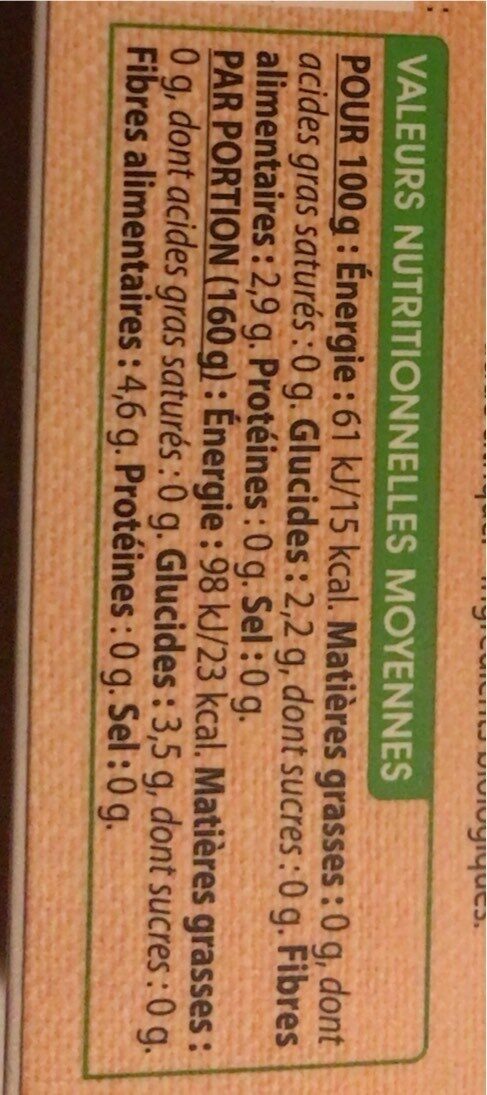 VALEURS NUTRITIONNELLES MOYENNES
POUR 100 g : Énergie : 61 kJ/15 kcal. Matières grasses : 0 g, dont
acides gras saturés : 0 g. Glucides : 2,2 g, dont sucres : 0 g. Fibres
alimentaires : 2,9 g. Protéines : 0 g. Sel : 0 g.
PAR PORTION (160 g) : Énergie : 98 kJ/23 kcal. Matières grasses :
0 g, dont acides gras saturés : 0 g. Glucides : 3,5 g, dont sucres : 0 g.
Fibres alimentaires : 4,6 g. Protéines : 0 g. Sel : 0 g.